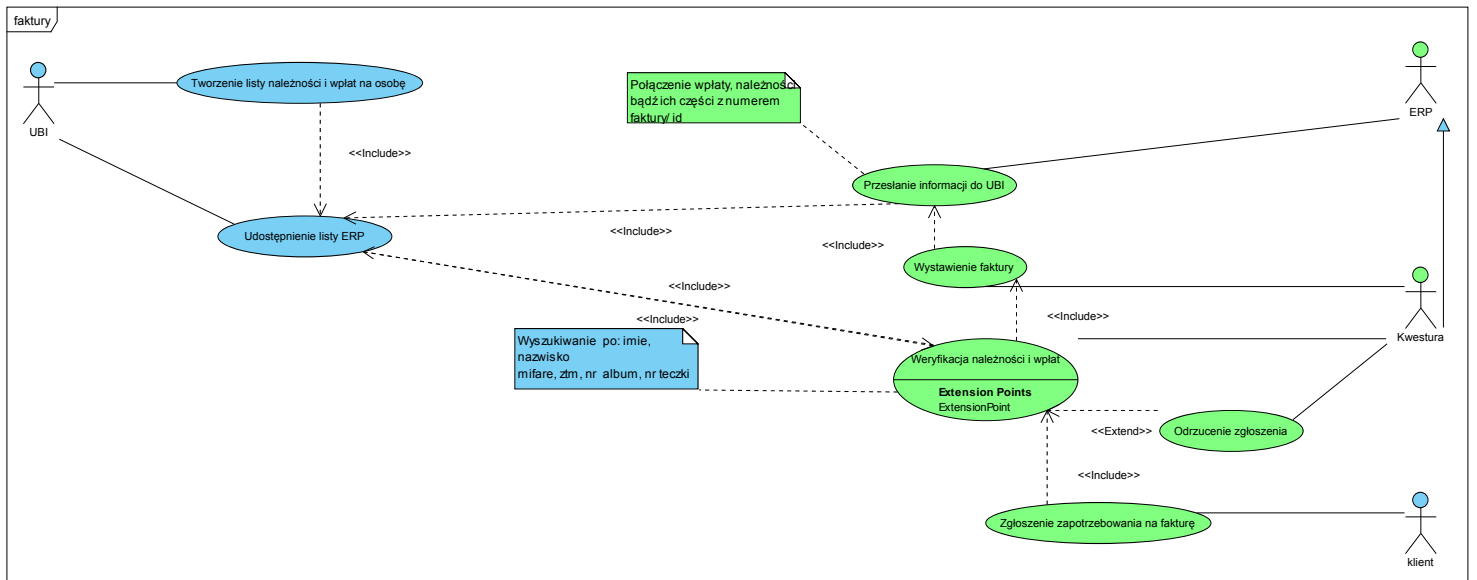 faktury
Tworzenie listy należności i wpłat na osobę
UBI
<<Include>>
Udostępnienie listy ERP
Połączenie wpłaty, należności
bądź ich części z numerem
faktury/ id
ERP
Przesłanie informacji do UBI
<<Include>>
<<Include>>
Wystawienie faktury
<<Include>>
<<Include>>
<<Include>>
Kwestura
Wyszukiwanie po: imie,
nazwisko
mifare, ztm, nr album, nr teczki
Weryfikacja należności i wpłat
Extension Points
ExtensionPoint
<<Extend>>
Odrzucenie zgłoszenia
<<Include>>
Zgłoszenie zapotrzebowania na fakturę
klient